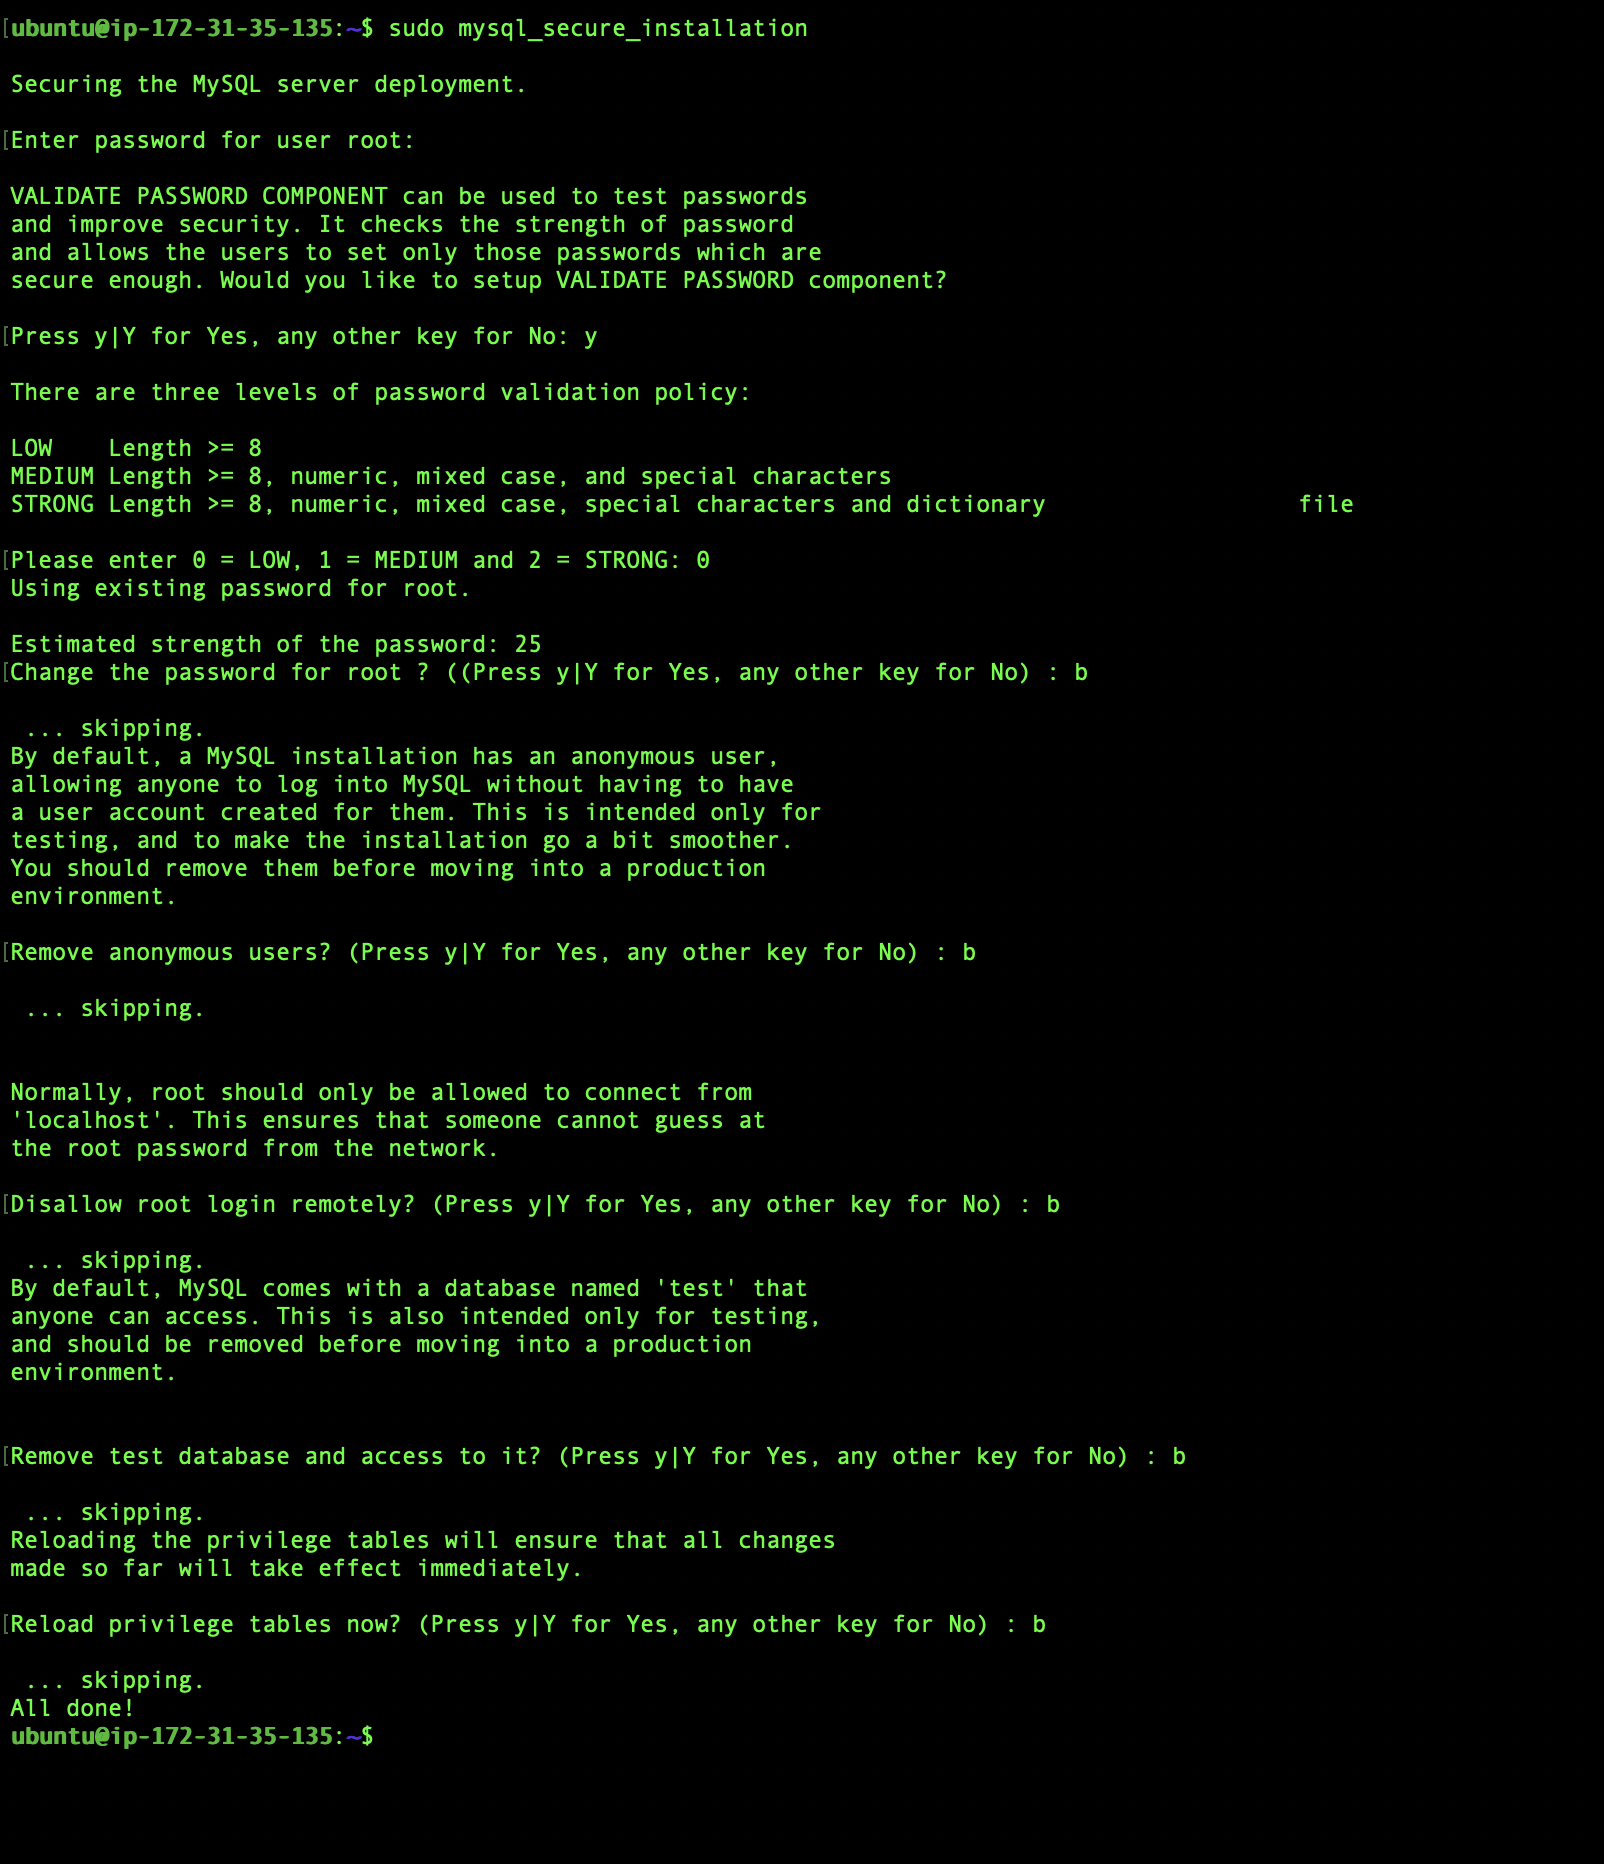 [ubuntu@ip-172-31-35-135:~$ sudo mysql_secure_installation
Securing the MySQL server deployment.
[Enter password for user root:
VALIDATE PASSWORD COMPONENT can be used to test passwords
and improve security. It checks the strength of password
and allows the users to set only those passwords which are
secure enough. Would you like to setup VALIDATE PASSWORD component?
[Press y|Y for Yes, any other key for No: y
There are three levels of password validation policy:
LOW    Length >= 8
MEDIUM Length >= 8, numeric, mixed case, and special characters
STRONG Length >= 8, numeric, mixed case, special characters and dictionary                  file
[Please enter 0 = LOW, 1 = MEDIUM and 2 = STRONG: 0
Using existing password for root.
Estimated strength of the password: 25
[Change the password for root ? ((Press y|Y for Yes, any other key for No) : b
 ... skipping.
By default, a MySQL installation has an anonymous user,
allowing anyone to log into MySQL without having to have
a user account created for them. This is intended only for
testing, and to make the installation go a bit smoother.
You should remove them before moving into a production
environment.
[Remove anonymous users? (Press y|Y for Yes, any other key for No) : b
 ... skipping.
Normally, root should only be allowed to connect from
'localhost'. This ensures that someone cannot guess at
the root password from the network.
[Disallow root login remotely? (Press y|Y for Yes, any other key for No) : b
 ... skipping.
By default, MySQL comes with a database named 'test' that
anyone can access. This is also intended only for testing,
and should be removed before moving into a production
environment.
[Remove test database and access to it? (Press y|Y for Yes, any other key for No) : b
 ... skipping.
Reloading the privilege tables will ensure that all changes
made so far will take effect immediately.
[Reload privilege tables now? (Press y|Y for Yes, any other key for No) : b
 ... skipping.
All done!
ubuntu@ip-172-31-35-135:~$